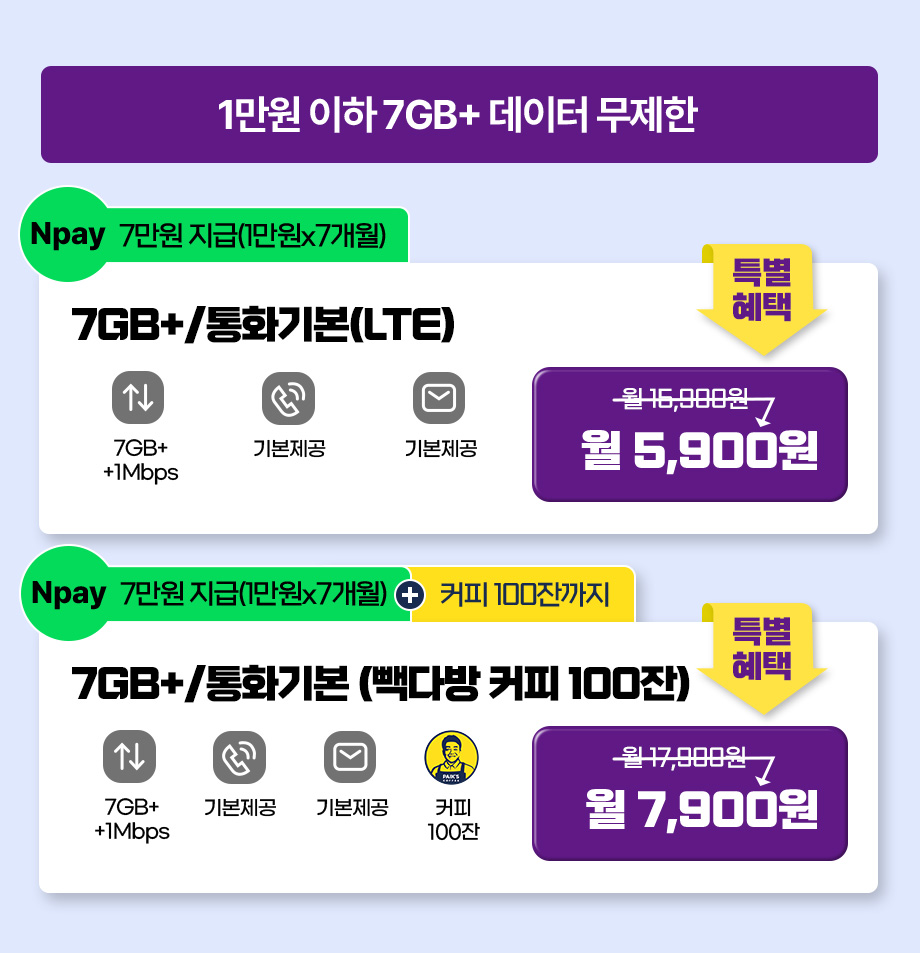 1만원 이하 7GB+ 데이터 무제한
Npay 7만원 지급(1만원x7개월)
특별
혜택
7GB+/통화기본(LTE)
7GB+
+1Mbps
기본제공
기본제공
월 15,900원
월 5,900원
Npay 7만원 지급(1만원x7개월) + 커피 100잔까지
특별
혜택
7GB+/통화기본 (빽다방 커피 100잔)
7GB+
+1Mbps
기본제공
기본제공
PAIK'S
COFFEE
커피
100잔
월 17,900원
월 7,900원